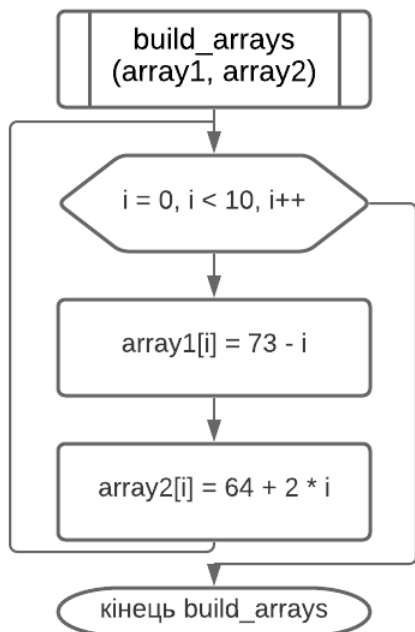 build_arrays
(array1, array2)
i = 0, i < 10, i++
array1[i] = 73 - i
array2[i] = 64 + 2 * i
кінець build_arrays